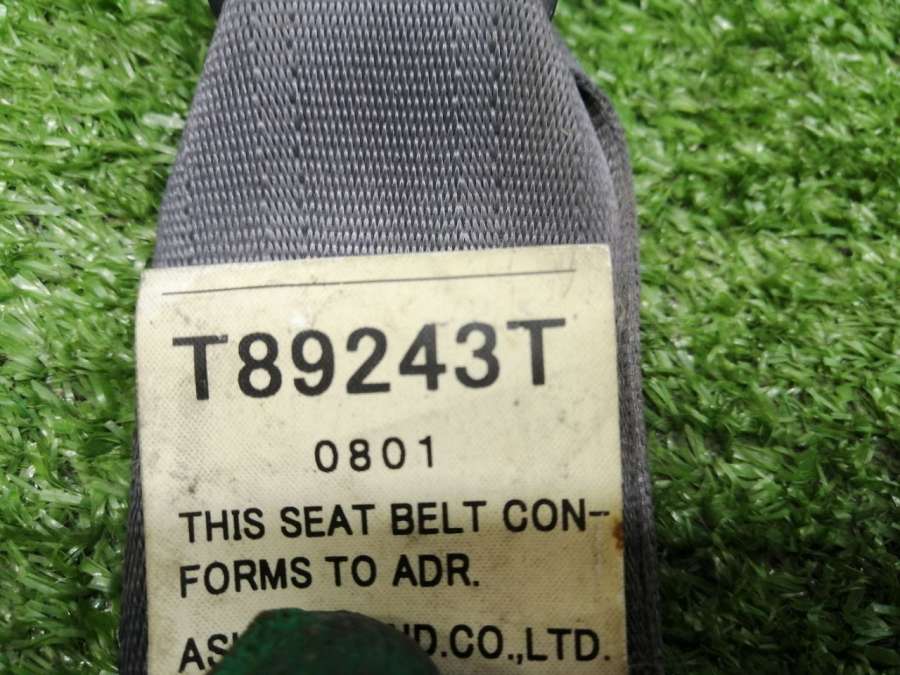 T89243T
0801
THIS SEAT BELT CON-
FORMS TO ADR.
CO.,LTD.